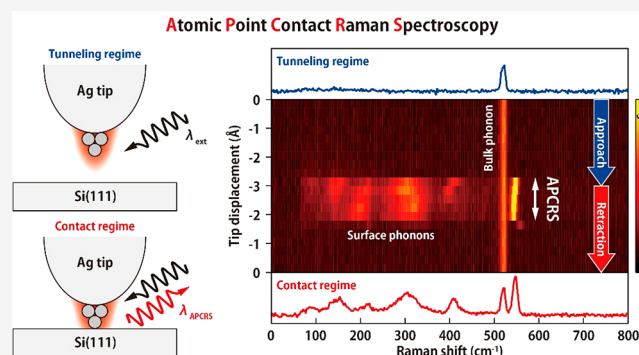 Atomic Point Contact Raman Spectroscopy
Tunneling regime
Ag tip
λext
Si(111)
Contact regime
Ag tip
λAPCRS
Si(111)
Tunneling regime
0
-1
-2
-3
-2
-1
0
Tip displacement (Å)
Bulk phonon
Surface phonons
APCRS
Approach
Retraction
Contact regime
0 100 200 300 400 500 600 700 800
Raman shift (cm-1)